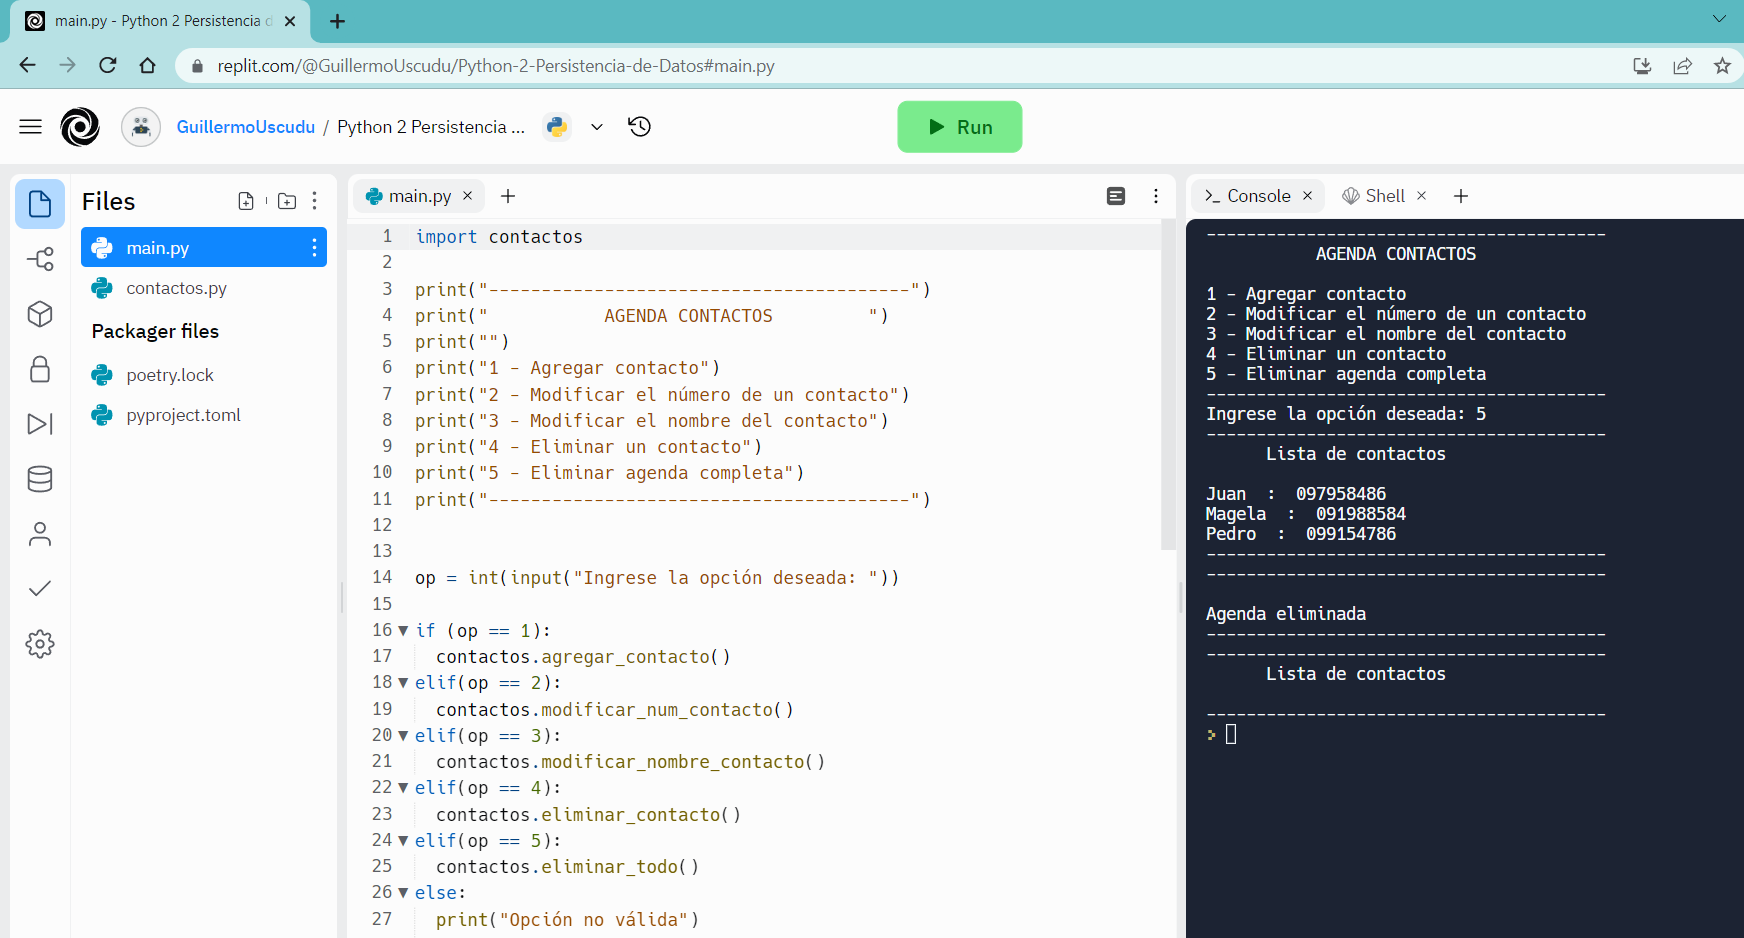 main.py - Python 2 Persistencia d
replit.com/@GuillermoUscudu/Python-2-Persistencia-de-Datos#main.py
GuillermoUscudu / Python 2 Persistencia ...
Run
Files
main.py
contactos.py
Packager files
poetry.lock
pyproject.toml
main.py
1 import contactos
2
3 print("----------------------------------------")
4 print("           AGENDA CONTACTOS         ")
5 print("")
6 print("1 - Agregar contacto")
7 print("2 - Modificar el número de un contacto")
8 print("3 - Modificar el nombre del contacto")
9 print("4 - Eliminar un contacto")
10 print("5 - Eliminar agenda completa")
11 print("----------------------------------------")
12
13
14 op = int(input("Ingrese la opción deseada: "))
15
16 if (op == 1):
17   contactos.agregar_contacto()
18 elif(op == 2):
19   contactos.modificar_num_contacto()
20 elif(op == 3):
21   contactos.modificar_nombre_contacto()
22 elif(op == 4):
23   contactos.eliminar_contacto()
24 elif(op == 5):
25   contactos.eliminar_todo()
26 else:
27   print("Opción no válida")
Console
Shell
----------------------------------------
           AGENDA CONTACTOS

1 - Agregar contacto
2 - Modificar el número de un contacto
3 - Modificar el nombre del contacto
4 - Eliminar un contacto
5 - Eliminar agenda completa
----------------------------------------
Ingrese la opción deseada: 5
----------------------------------------
      Lista de contactos

Juan  :  097958486
Magela  :  091988584
Pedro  :  099154786
----------------------------------------
----------------------------------------

Agenda eliminada
----------------------------------------
----------------------------------------
      Lista de contactos

----------------------------------------
>